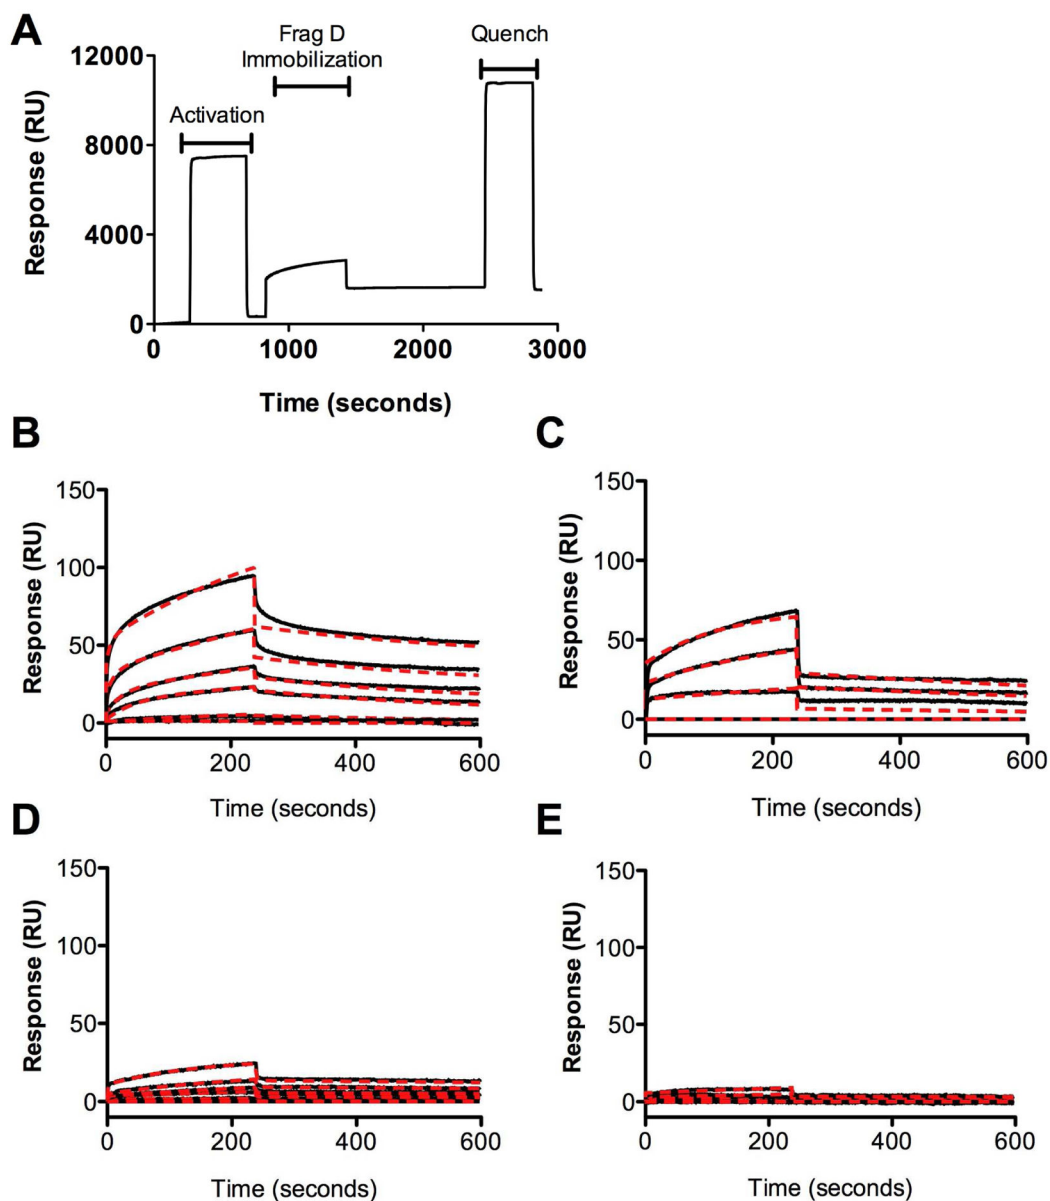 A
Frag D
Immobilization
Quench
Activation
12000
8000
4000
0
Response (RU)
0 1000 2000 3000
Time (seconds)
B
150
100
50
0
Response (RU)
0 200 400 600
Time (seconds)
C
150
100
50
0
Response (RU)
0 200 400 600
Time (seconds)
D
150
100
50
0
Response (RU)
0 200 400 600
Time (seconds)
E
150
100
50
0
Response (RU)
0 200 400 600
Time (seconds)